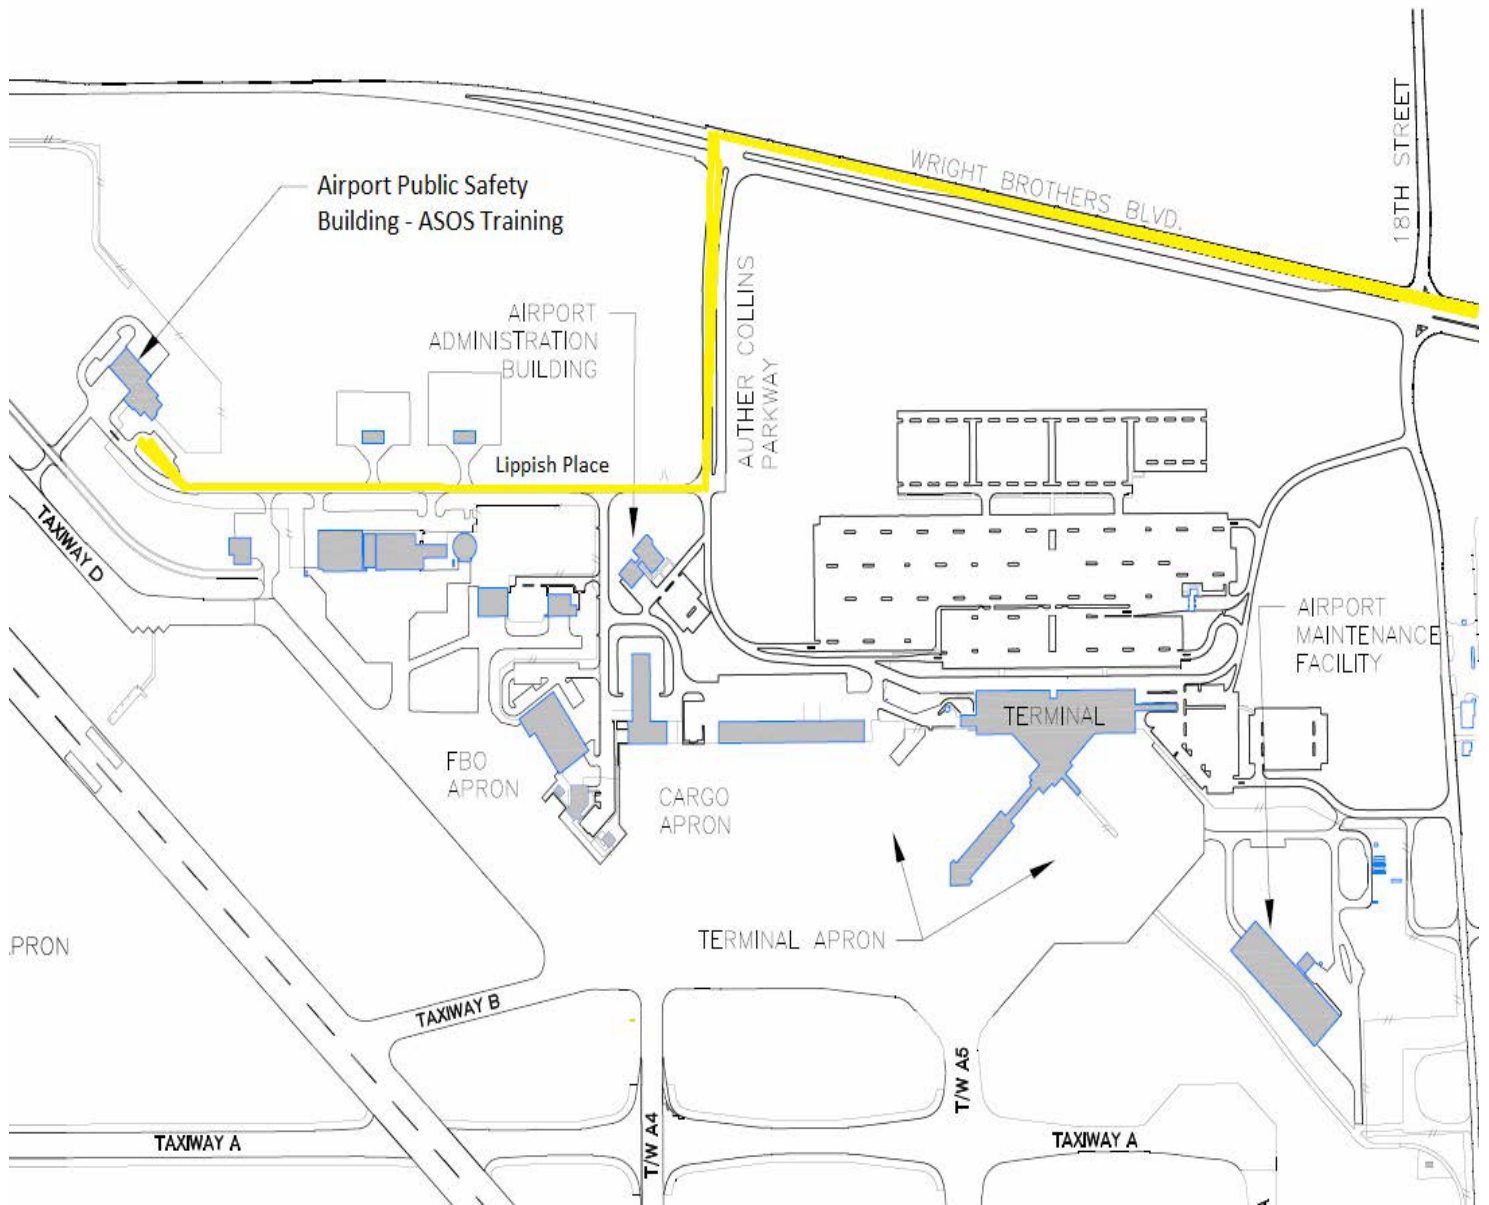 WRIGHT BROTHERS BLVD.
18TH STREET
Airport Public Safety
Building - ASOS Training
AIRPORT
ADMINISTRATION
BUILDING
AUTHER COLLINS
PARKWAY
Lippish Place
TAXIWAY D
AIRPORT
MAINTENANCE
FACILITY
TERMINAL
FBO
APRON
CARGO
APRON
TERMINAL APRON
PRON
TAXIWAY B
T/W A5
T/W A4
TAXIWAY A
TAXIWAY A
A